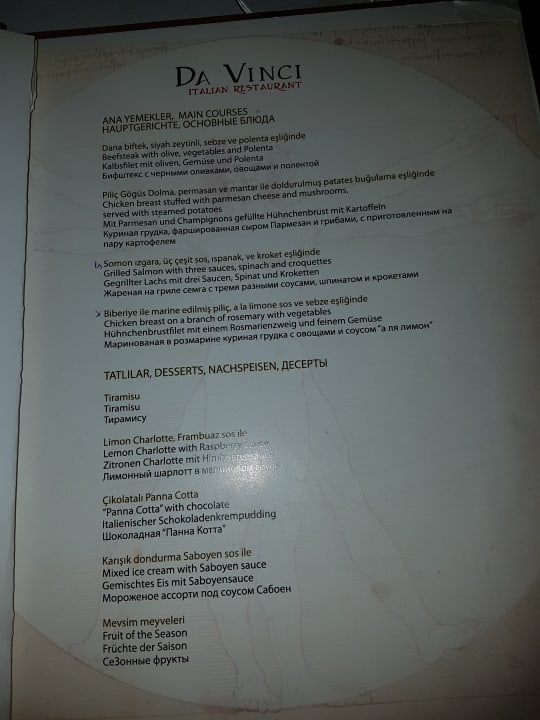 DA VINCI
ITALIAN RESTAURANT
ANA YEMEKLER, MAIN COURSES
HAUPTGERICHTE, ОСНОВНЫЕ БЛЮДА
Dana biftek, siyah zeytinli, sebze ve polenta eşliğinde
Beefsteak with olive, vegetables and Polenta
Kalbsfilet mit oliven, Gemüse und Polenta
Бифштекс с черными оливками, овощами и полентой
Piliç Gögüs Dolma, permasan ve mantar ile doldurulmuş patates buğulama eşliğinde
Chicken breast stuffed with parmesan cheese and mushrooms,
served with steamed potatoes
Mit Parmesan und Champignons gefüllte Hühnchenbrust mit Kartoffeln
Куриная грудка, фаршированная сыром Пармезан и грибами, с приготовленным на
пару картофелем
Somon ızgara, üç çeşit sos, ıspanak, ve kroket eşliğinde
Grilled Salmon with three sauces, spinach and croquettes
Gegrillter Lachs mit drei Saucen, Spinat und Kroketten
Жареная на гриле семга с тремя разными соусами, шпинатом и крокетами
Biberiye ile marine edilmiş piliç, a la limone sos ve sebze eşliğinde
Chicken breast on a branch of rosemary with vegetables
Hühnchenbrustfilet mit einem Rosmarienzweig und feinem Gemüse
Маринованая в розмарине куриная грудка с овощами и соусом "а ля лимон"
TATLILAR, DESSERTS, NACHSPEISEN, ДЕСЕРТЫ
Tiramisu
Tiramisu
Тирамису
Limon Charlotte, Frambuaz sos ile
Lemon Charlotte with Raspberry sauce
Zitronen Charlotte mit Himbeerensauce
Лимонный шарлотт в
Çikolatalı Panna Cotta
"Panna Cotta" with chocolate
Italienischer Schokoladenkrempudding
Шоколадная "Панна Котта"
Karışık dondurma Saboyen sos ile
Mixed ice cream with Saboyen sauce
Gemischtes Eis mit Saboyensauce
Мороженое ассорти под соусом Сабоен
Mevsim meyveleri
Fruit of the Season
Früchte der Saison
Сезонные фрукты